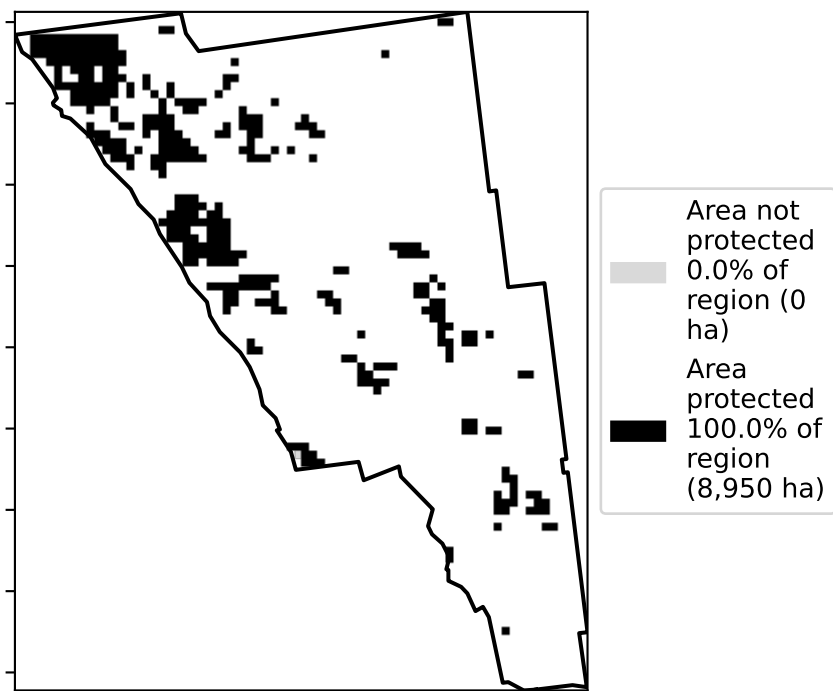 Area not
protected
0.0% of
region (0
ha)
Area
protected
100.0% of
region
(8,950 ha)